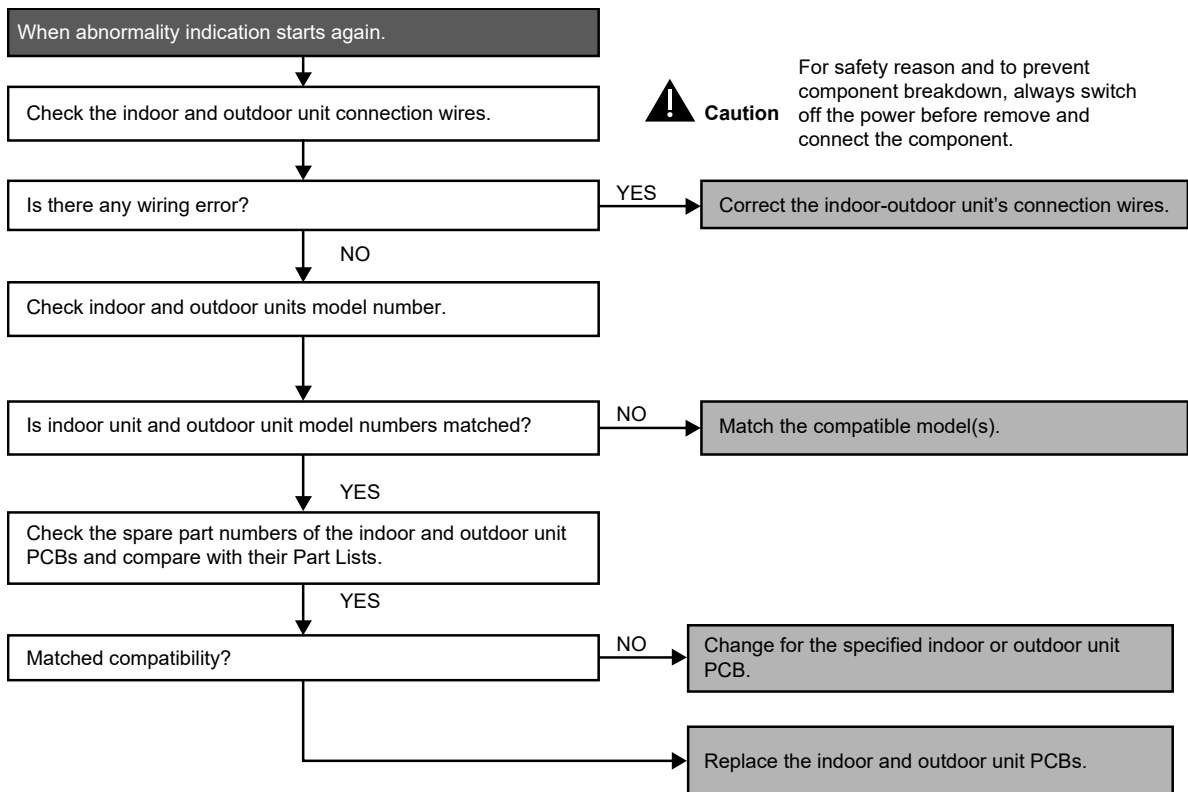 When abnormality indication starts again.
Check the indoor and outdoor unit connection wires.
Caution
For safety reason and to prevent
component breakdown, always switch
off the power before remove and
connect the component.
Is there any wiring error?
YES
Correct the indoor-outdoor unit's connection wires.
NO
Check indoor and outdoor units model number.
Is indoor unit and outdoor unit model numbers matched?
NO
Match the compatible model(s).
YES
Check the spare part numbers of the indoor and outdoor unit
PCBs and compare with their Part Lists.
YES
Matched compatibility?
NO
Change for the specified indoor or outdoor unit
PCB.
Replace the indoor and outdoor unit PCBs.